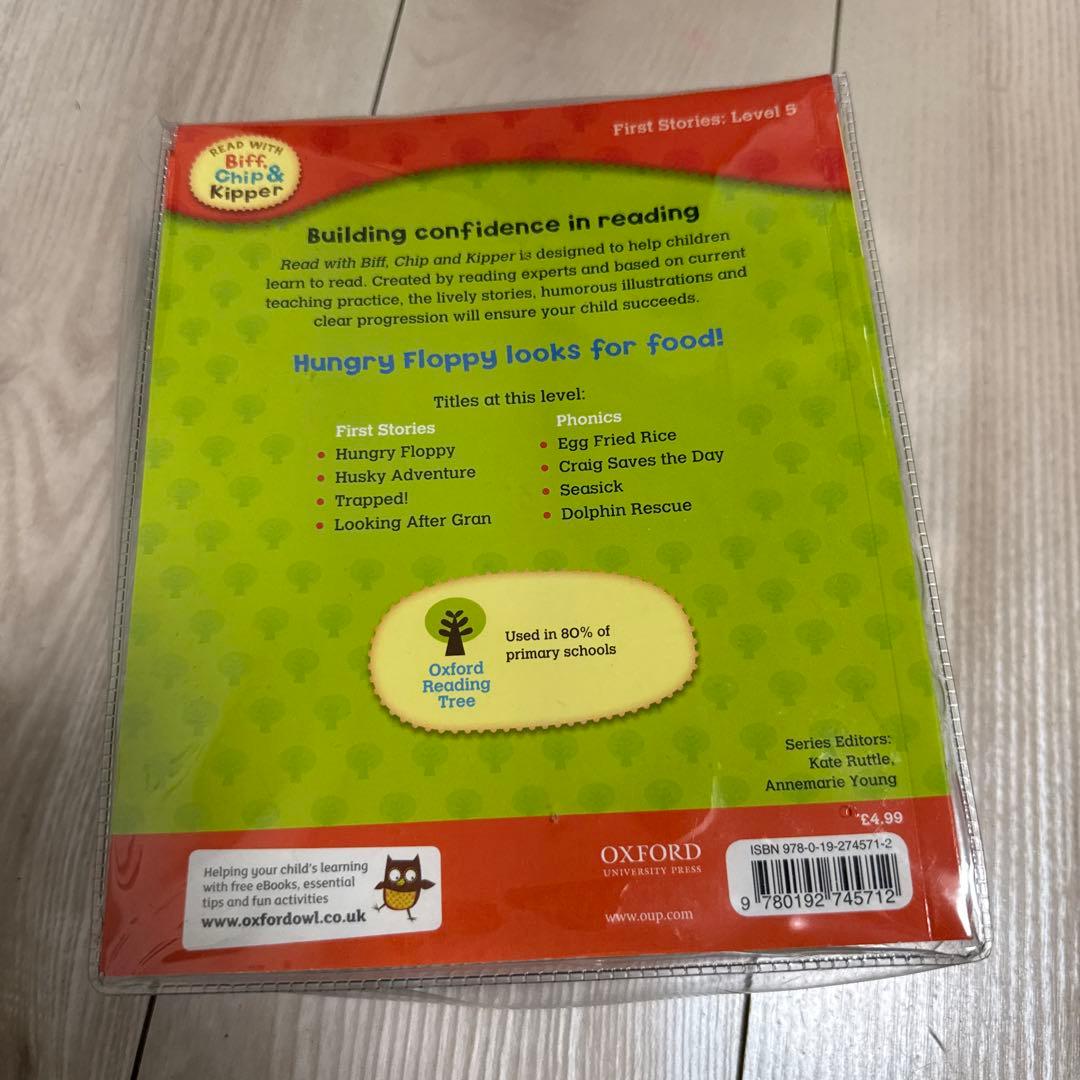 First Stories: Level 5
READ WITH
Biff,
Chip &
Kipper
Building confidence in reading
Read with Biff, Chip and Kipper is designed to help children
learn to read. Created by reading experts and based on current
teaching practice, the lively stories, humorous illustrations and
clear progression will ensure your child succeeds.
Hungry Floppy looks for food!
Titles at this level:
First Stories
• Hungry Floppy
• Husky Adventure
• Trapped!
• Looking After Gran
Phonics
• Egg Fried Rice
• Craig Saves the Day
• Seasick
• Dolphin Rescue
Oxford
Reading
Tree
Used in 80% of
primary schools
Series Editors:
Kate Ruttle,
Annemarie Young
£4.99
Helping your child's learning
with free eBooks, essential
tips and fun activities
www.oxfordowl.co.uk
OXFORD
UNIVERSITY PRESS
www.oup.com
ISBN 978-0-19-274571-2
9 780192 745712